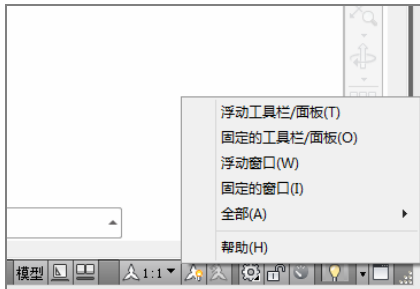 浮动工具栏/面板(T)
固定的工具栏/面板(O)
浮动窗口(W)
固定的窗口(I)
全部(A)
帮助(H)
模型 1:1